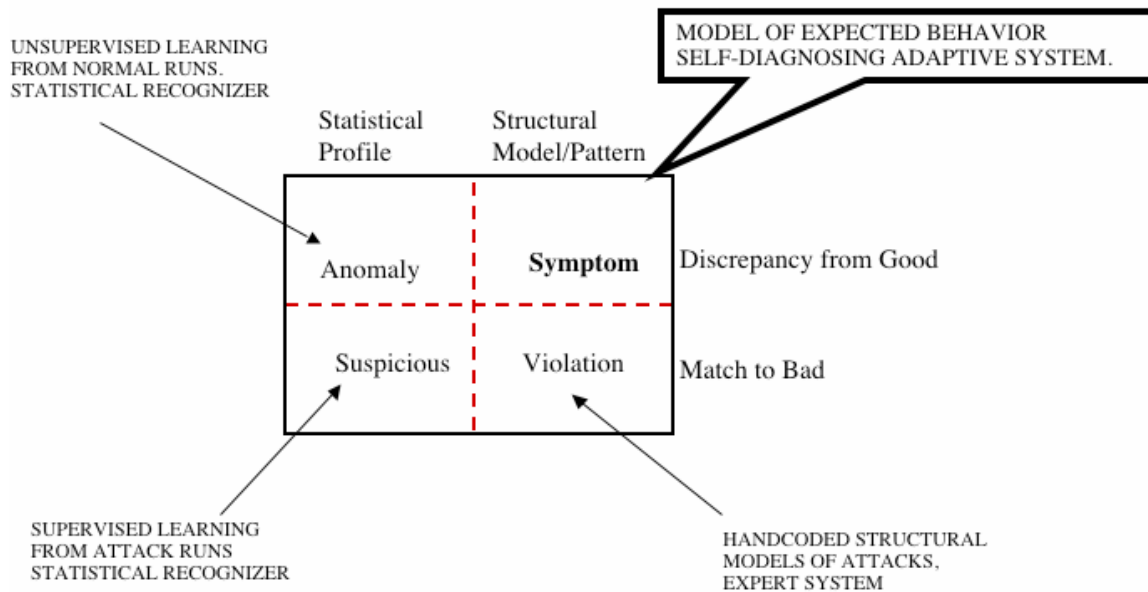 MODEL OF EXPECTED BEHAVIOR
SELF-DIAGNOSING ADAPTIVE SYSTEM.
UNSUPERVISED LEARNING
FROM NORMAL RUNS.
STATISTICAL RECOGNIZER
Statistical
Profile
Structural
Model/Pattern
Anomaly
Symptom
Discrepancy from Good
Suspicious
Violation
Match to Bad
SUPERVISED LEARNING
FROM ATTACK RUNS
STATISTICAL RECOGNIZER
HANDCODED STRUCTURAL
MODELS OF ATTACKS,
EXPERT SYSTEM